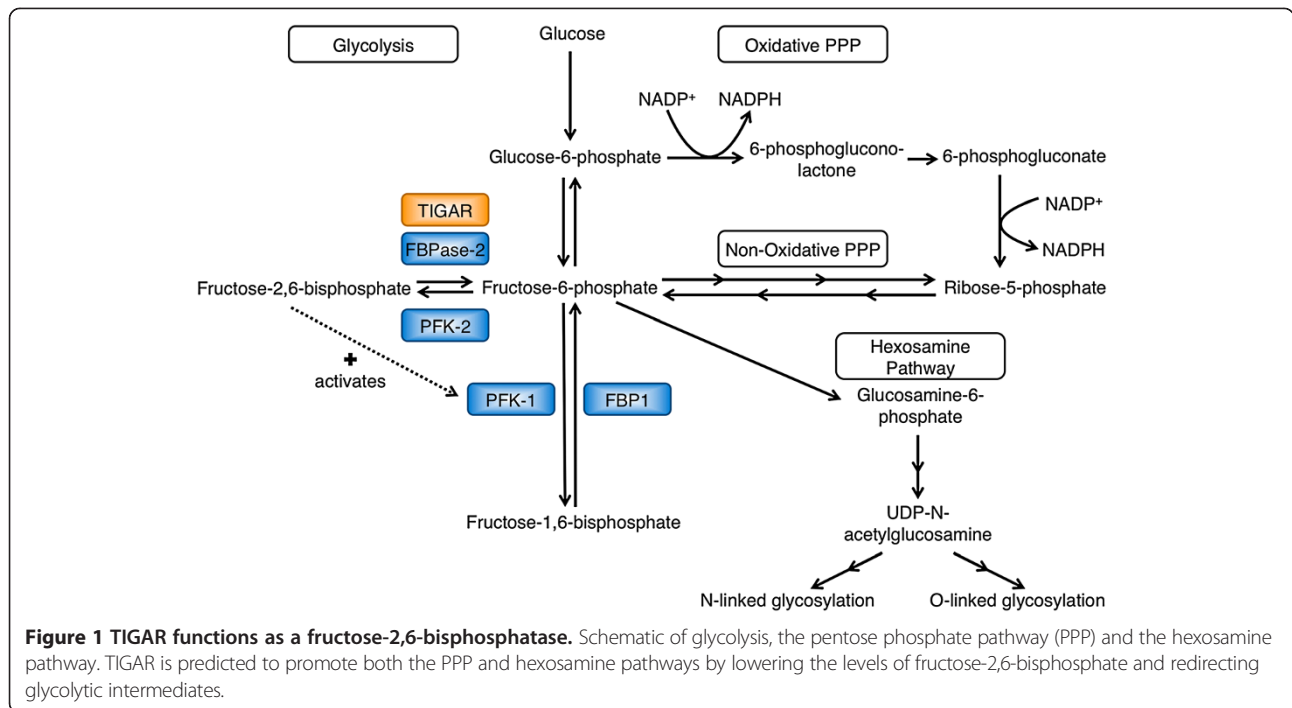 Glycolysis
Glucose
Oxidative PPP
NADP+
NADPH
Glucose-6-phosphate
6-phosphoglucono-
lactone
6-phosphogluconate
TIGAR
FBPase-2
NADP+
NADPH
Non-Oxidative PPP
Fructose-2,6-bisphosphate
Fructose-6-phosphate
Ribose-5-phosphate
PFK-2
+
activates
Hexosamine
Pathway
PFK-1
FBP1
Glucosamine-6-
phosphate
Fructose-1,6-bisphosphate
UDP-N-
acetylglucosamine
N-linked glycosylation
O-linked glycosylation
Figure 1 TIGAR functions as a fructose-2,6-bisphosphatase. Schematic of glycolysis, the pentose phosphate pathway (PPP) and the hexosamine
pathway. TIGAR is predicted to promote both the PPP and hexosamine pathways by lowering the levels of fructose-2,6-bisphosphate and redirecting
glycolytic intermediates.